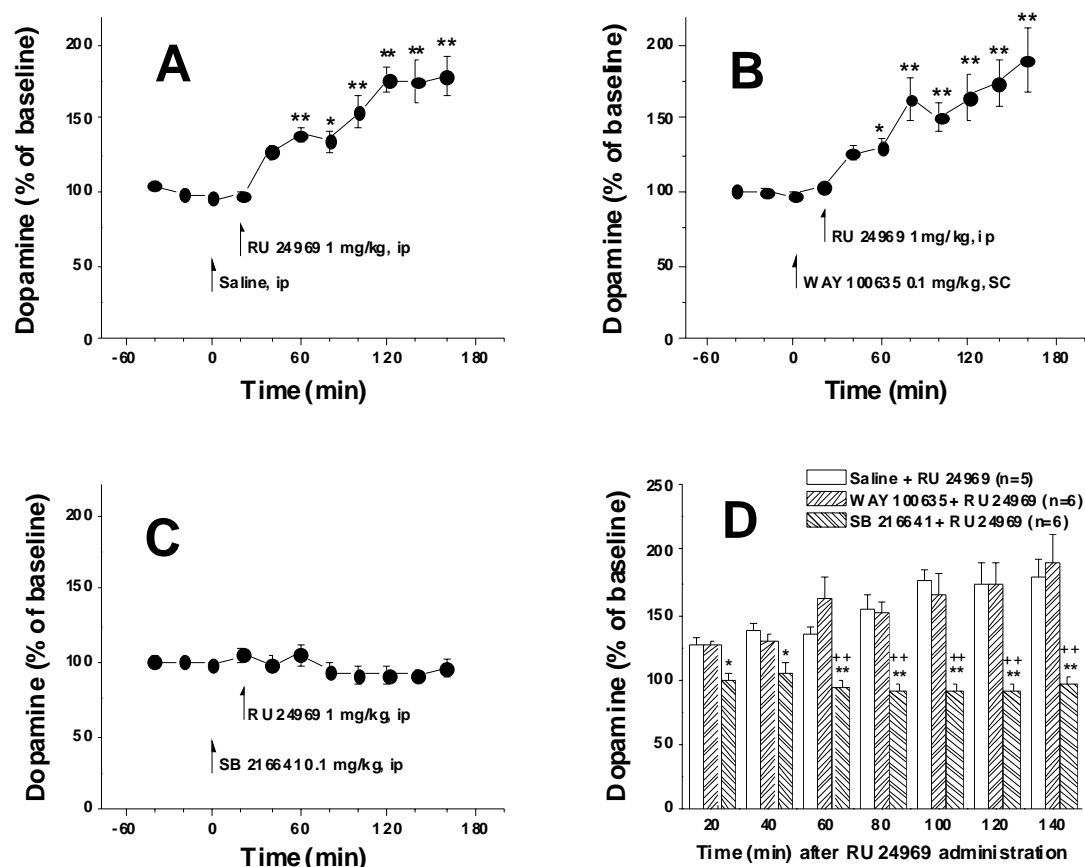 A
Dopamine (% of baseline)
200
150
100
50
0
** * ** ** ** **
RU 24969 1 mg/kg, ip
Saline, ip
-60 0 60 120 180
Time (min)
B
Dopamine (% of baseline)
200
150
100
50
0
* ** ** ** ** **
RU 24969 1mg/kg, ip
WAY 100635 0.1 mg/kg, SC
-60 0 60 120 180
Time (min)
C
Dopamine (% of baseline)
200
150
100
50
0
RU 24969 1 mg/kg, ip
SB 216641 0.1 mg/kg, ip
-60 0 60 120 180
Time (min)
D
Dopamine (% of baseline)
250
200
150
100
50
0
Saline + RU 24969 (n=5)
WAY 100635 + RU 24969 (n=6)
SB 216641 + RU 24969 (n=6)
++ ++ ++ ++ ++
* * ** ** ** ** **
20 40 60 80 100 120 140
Time (min) after RU 24969 administration